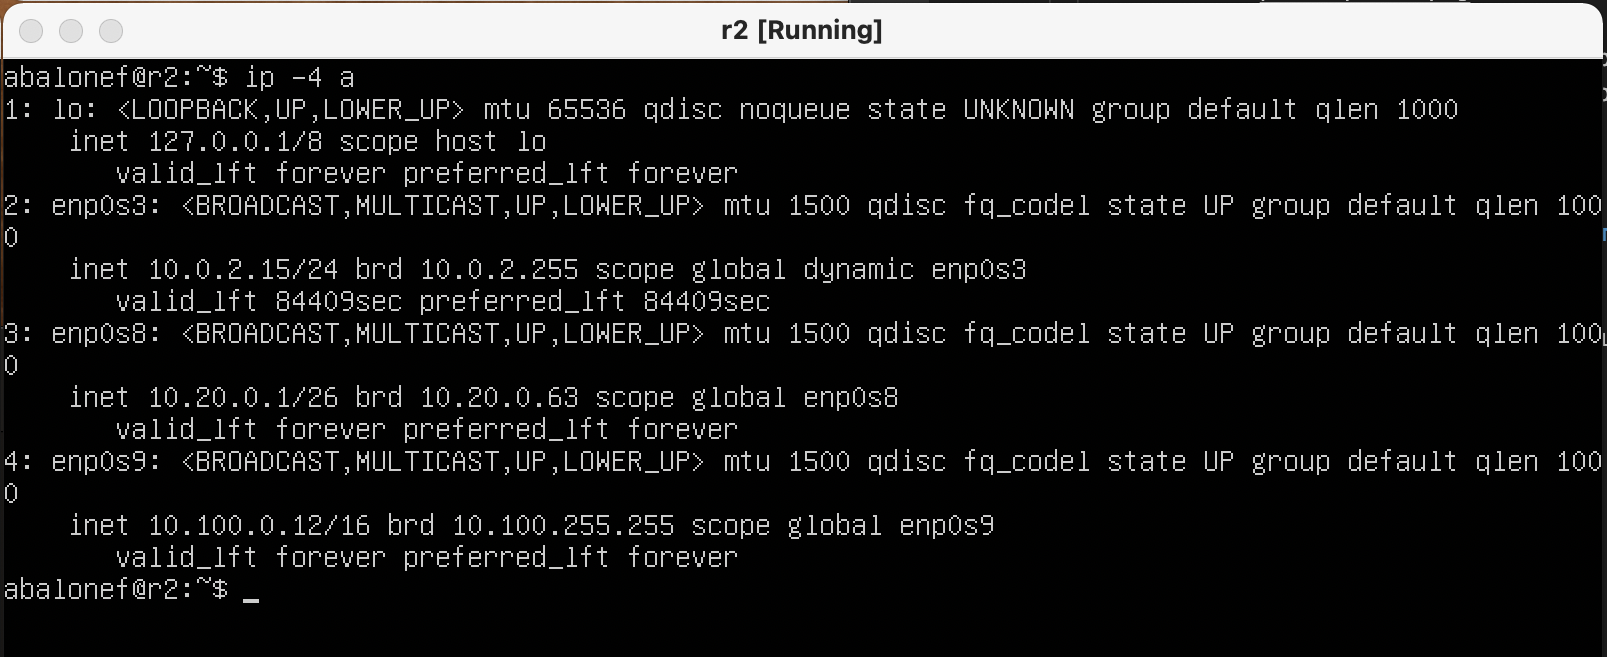 r2 [Running]
abalonef@r2:~$ ip -4 a
1: lo: <LOOPBACK,UP,LOWER_UP> mtu 65536 qdisc noqueue state UNKNOWN group default qlen 1000
    inet 127.0.0.1/8 scope host lo
       valid_lft forever preferred_lft forever
2: enp0s3: <BROADCAST,MULTICAST,UP,LOWER_UP> mtu 1500 qdisc fq_codel state UP group default qlen 100
0
    inet 10.0.2.15/24 brd 10.0.2.255 scope global dynamic enp0s3
       valid_lft 84409sec preferred_lft 84409sec
3: enp0s8: <BROADCAST,MULTICAST,UP,LOWER_UP> mtu 1500 qdisc fq_codel state UP group default qlen 100
0
    inet 10.20.0.1/26 brd 10.20.0.63 scope global enp0s8
       valid_lft forever preferred_lft forever
4: enp0s9: <BROADCAST,MULTICAST,UP,LOWER_UP> mtu 1500 qdisc fq_codel state UP group default qlen 100
0
    inet 10.100.0.12/16 brd 10.100.255.255 scope global enp0s9
       valid_lft forever preferred_lft forever
abalonef@r2:~$ _